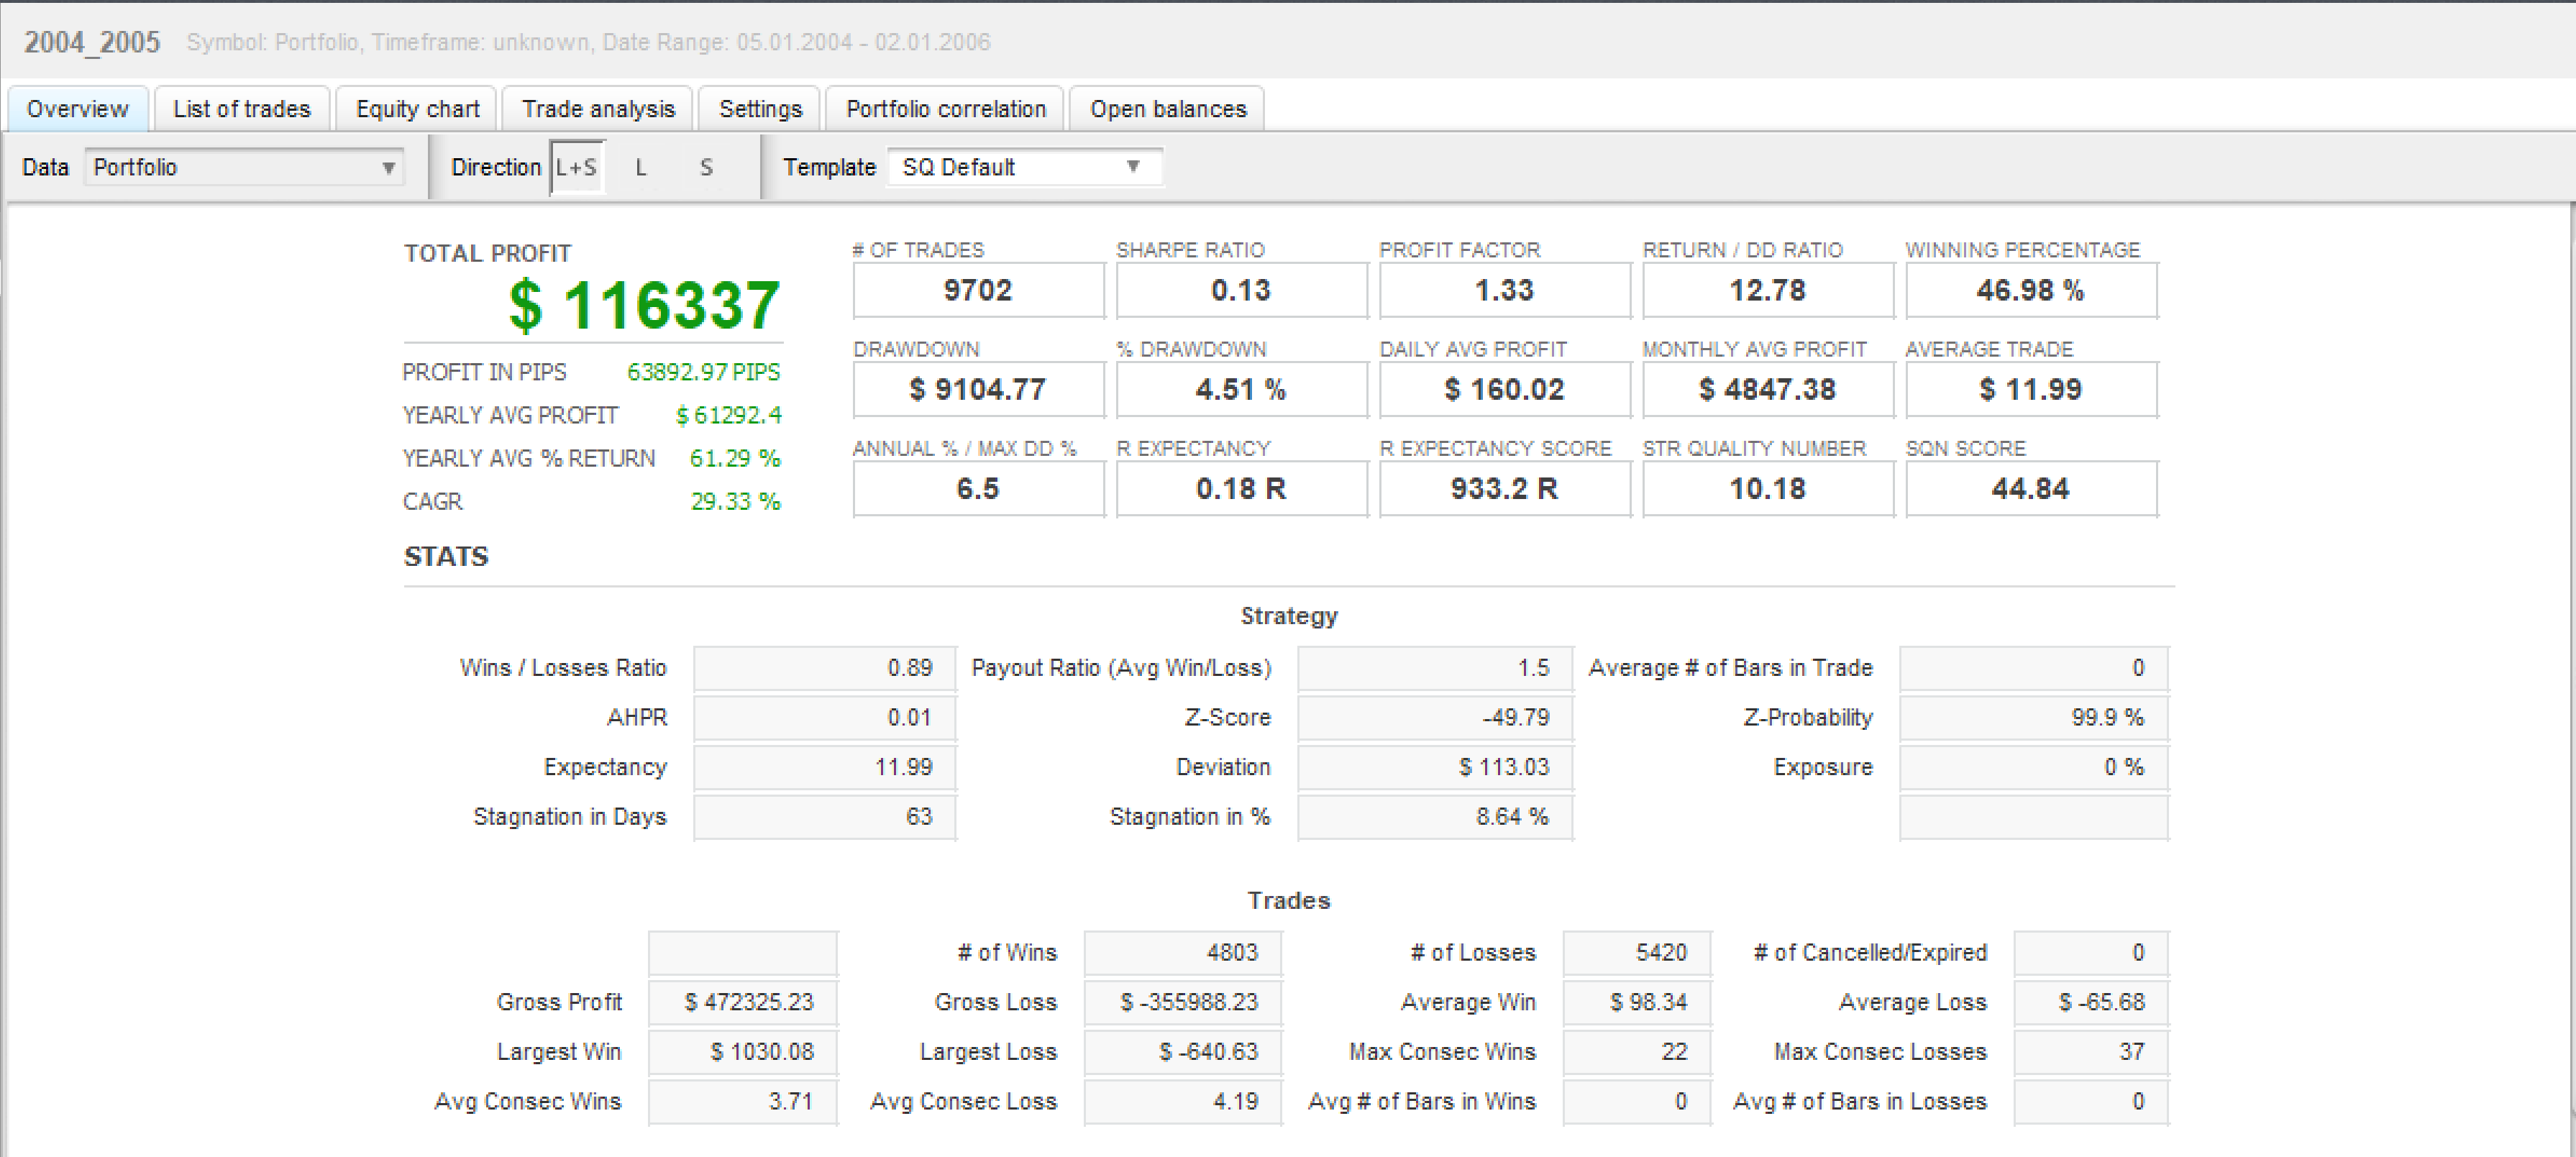 2004_2005 Symbol: Portfolio, Timeframe: unknown, Date Range: 05.01.2004 - 02.01.2006
Overview List of trades Equity chart Trade analysis Settings Portfolio correlation Open balances
Data Portfolio Direction L+S L S Template SQ Default
TOTAL PROFIT
$ 116337
PROFIT IN PIPS 63892.97 PIPS
YEARLY AVG PROFIT $ 61292.4
YEARLY AVG % RETURN 61.29 %
CAGR 29.33 %
# OF TRADES SHARPE RATIO PROFIT FACTOR RETURN / DD RATIO WINNING PERCENTAGE
9702 0.13 1.33 12.78 46.98 %
DRAWDOWN % DRAWDOWN DAILY AVG PROFIT MONTHLY AVG PROFIT AVERAGE TRADE
$ 9104.77 4.51 % $ 160.02 $ 4847.38 $ 11.99
ANNUAL % / MAX DD % R EXPECTANCY R EXPECTANCY SCORE STR QUALITY NUMBER SQN SCORE
6.5 0.18 R 933.2 R 10.18 44.84
STATS
Strategy
Wins / Losses Ratio 0.89 Payout Ratio (Avg Win/Loss) 1.5 Average # of Bars in Trade 0
AHPR 0.01 Z-Score -49.79 Z-Probability 99.9 %
Expectancy 11.99 Deviation $ 113.03 Exposure 0 %
Stagnation in Days 63 Stagnation in % 8.64 %
Trades
# of Wins 4803 # of Losses 5420 # of Cancelled/Expired 0
Gross Profit $ 472325.23 Gross Loss $ -355988.23 Average Win $ 98.34 Average Loss $ -65.68
Largest Win $ 1030.08 Largest Loss $ -640.63 Max Consec Wins 22 Max Consec Losses 37
Avg Consec Wins 3.71 Avg Consec Loss 4.19 Avg # of Bars in Wins 0 Avg # of Bars in Losses 0